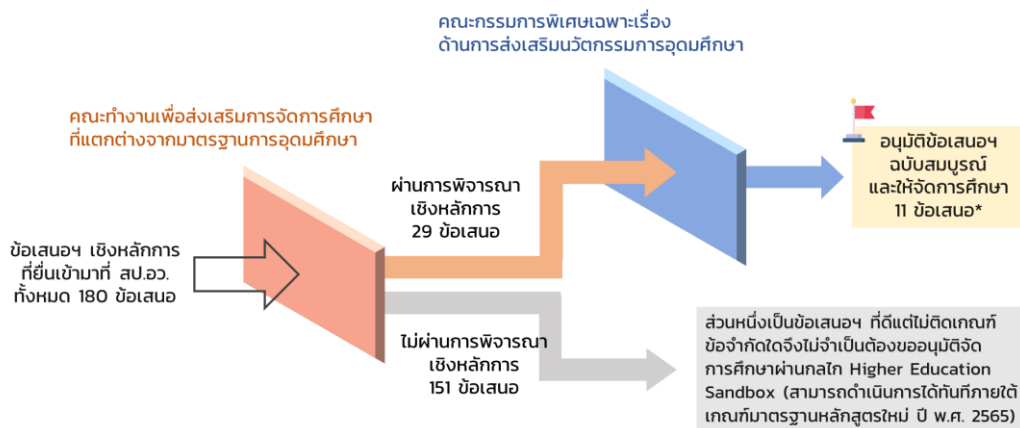 คณะกรรมการพิเศษเฉพาะเรื่อง
ด้านการส่งเสริมนวัตกรรมการอุดมศึกษา
คณะทำงานเพื่อส่งเสริมการจัดการศึกษา
ที่แตกต่างจากมาตรฐานการอุดมศึกษา
อนุมัติข้อเสนอฯ
ฉบับสมบูรณ์
และให้จัดการศึกษา
11 ข้อเสนอ*
ผ่านการพิจารณา
เชิงหลักการ
29 ข้อเสนอ
ข้อเสนอฯ เชิงหลักการ
ที่ยื่นเข้ามาที่ สป.อว.
ทั้งหมด 180 ข้อเสนอ
ไม่ผ่านการพิจารณา
เชิงหลักการ
151 ข้อเสนอ
ส่วนหนึ่งเป็นข้อเสนอฯ ที่ดีแต่ไม่ติดเกณฑ์
ข้อจำกัดใดจึงไม่จำเป็นต้องขออนุมัติจัด
การศึกษาผ่านกลไก Higher Education
Sandbox (สามารถดำเนินการได้ทันทีภายใต้
เกณฑ์มาตรฐานหลักสูตรใหม่ ปี พ.ศ. 2565)